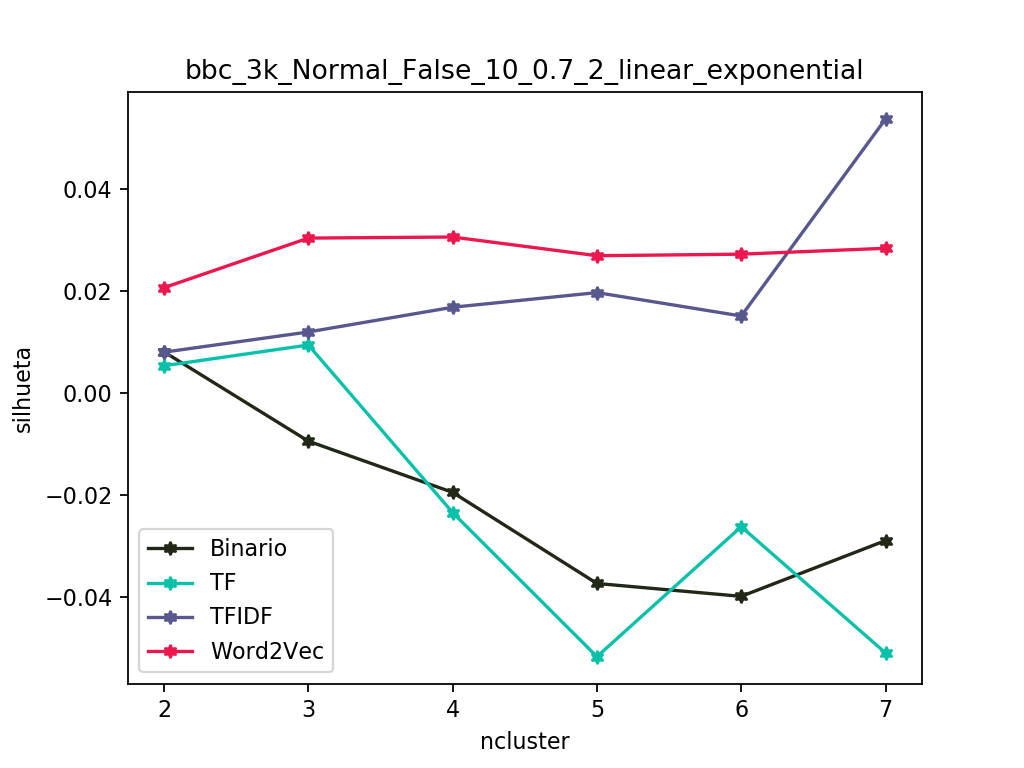 bbc_3k_Normal_False_10_0.7_2_linear_exponential
silhueta
0.04
0.02
0.00
−0.02
−0.04
Binario
TF
TFIDF
Word2Vec
2 3 4 5 6 7
ncluster